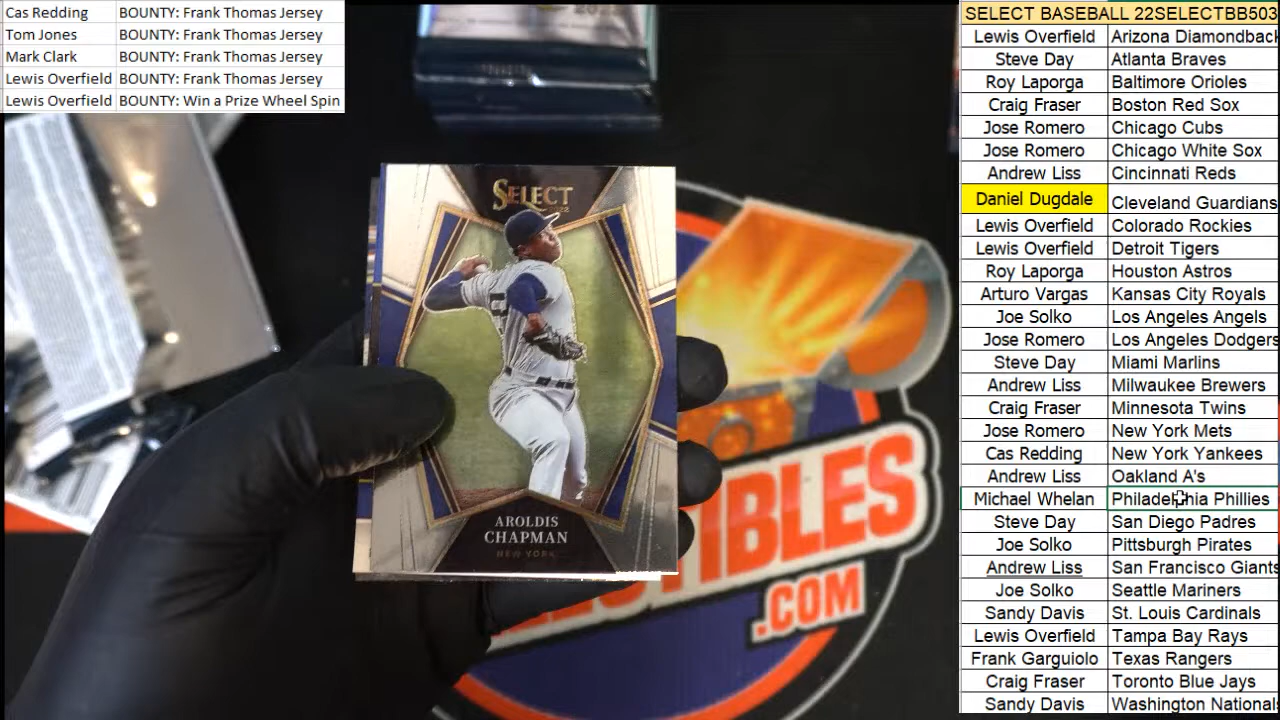 Cas Redding BOUNTY: Frank Thomas Jersey
Tom Jones BOUNTY: Frank Thomas Jersey
Mark Clark BOUNTY: Frank Thomas Jersey
Lewis Overfield BOUNTY: Frank Thomas Jersey
Lewis Overfield BOUNTY: Win a Prize Wheel Spin
SELECT
2022
AROLDIS
CHAPMAN
NEW YORK
TIBLES
.COM
SELECT BASEBALL 22SELECTBB503
Lewis Overfield Arizona Diamondback
Steve Day Atlanta Braves
Roy Laporga Baltimore Orioles
Craig Fraser Boston Red Sox
Jose Romero Chicago Cubs
Jose Romero Chicago White Sox
Andrew Liss Cincinnati Reds
Daniel Dugdale Cleveland Guardians
Lewis Overfield Colorado Rockies
Lewis Overfield Detroit Tigers
Roy Laporga Houston Astros
Arturo Vargas Kansas City Royals
Joe Solko Los Angeles Angels
Jose Romero Los Angeles Dodgers
Steve Day Miami Marlins
Andrew Liss Milwaukee Brewers
Craig Fraser Minnesota Twins
Jose Romero New York Mets
Cas Redding New York Yankees
Andrew Liss Oakland A's
Michael Whelan Philadelphia Phillies
Steve Day San Diego Padres
Joe Solko Pittsburgh Pirates
Andrew Liss San Francisco Giants
Joe Solko Seattle Mariners
Sandy Davis St. Louis Cardinals
Lewis Overfield Tampa Bay Rays
Frank Garguiolo Texas Rangers
Craig Fraser Toronto Blue Jays
Sandy Davis Washington National